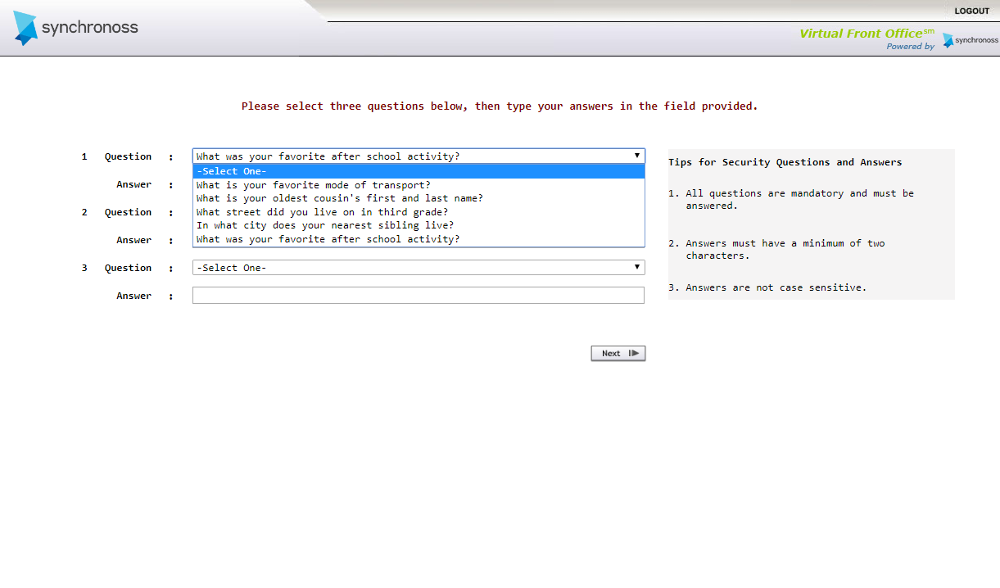 synchronoss
LOGOUT
Virtual Front Office℠
Powered by
synchronoss
Please select three questions below, then type your answers in the field provided.
1 Question : What was your favorite after school activity?
-Select One-
Answer :
What is your favorite mode of transport?
What is your oldest cousin's first and last name?
2 Question :
What street did you live on in third grade?
In what city does your nearest sibling live?
Answer :
What was your favorite after school activity?
3 Question : -Select One-
Answer :
Next
Tips for Security Questions and Answers
1. All questions are mandatory and must be
answered.
2. Answers must have a minimum of two
characters.
3. Answers are not case sensitive.